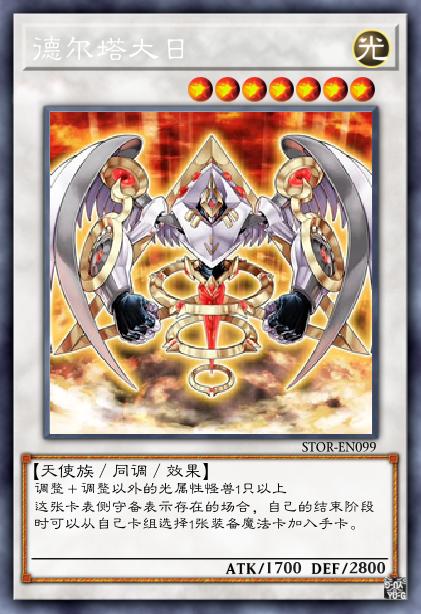 德尔塔大日
光
STOR-EN099
【天使族／同调／效果】
调整＋调整以外的光属性怪兽1只以上
这张卡表侧守备表示存在的场合，自己的结束阶段
时可以从自己卡组选择1张装备魔法卡加入手卡。
ATK/1700 DEF/2800